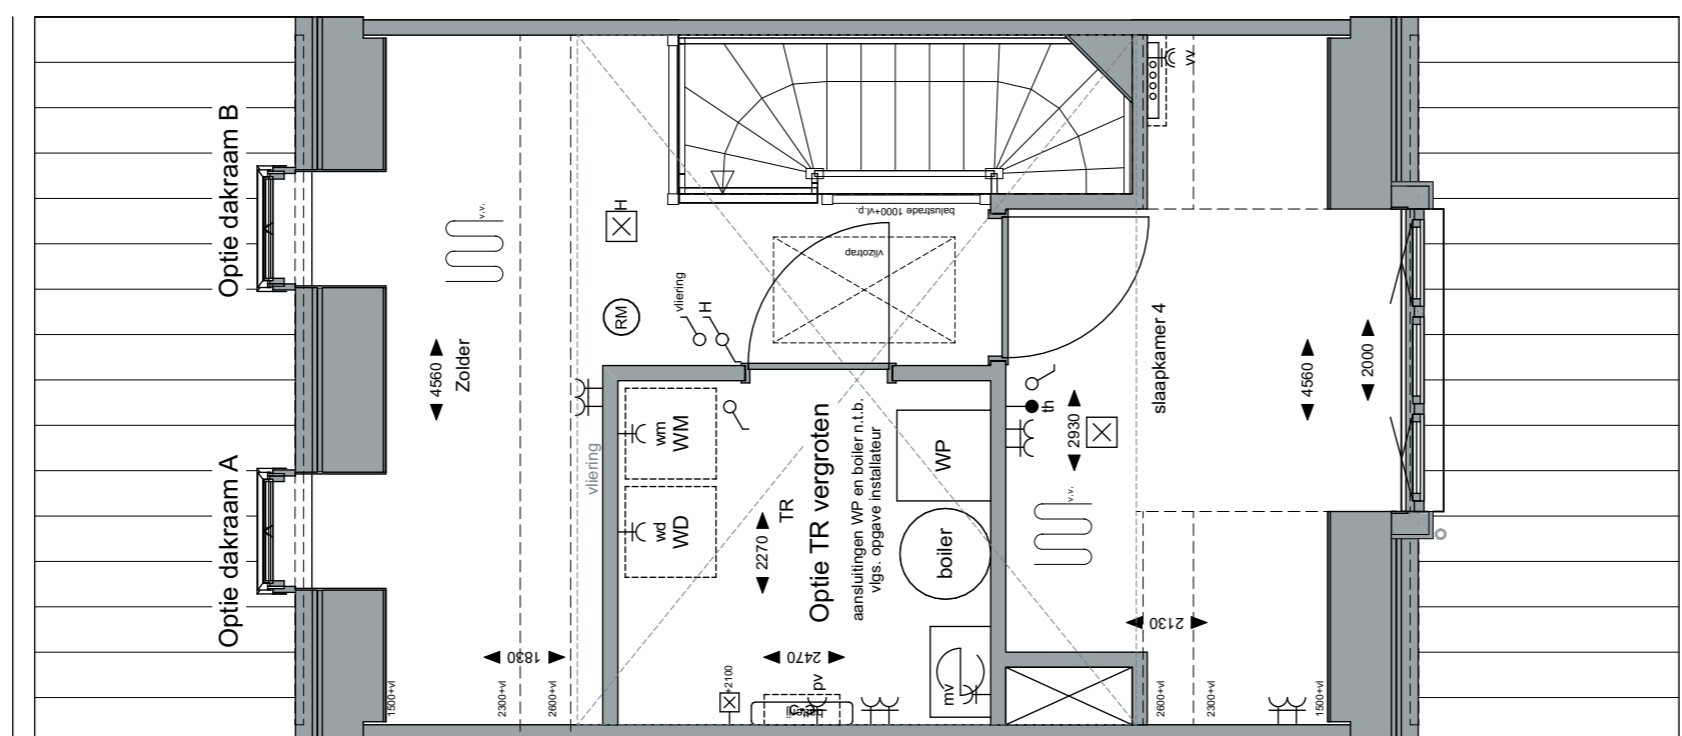 Optie dakraam B
Optie dakraam A
4560
Zolder
v.v.
H
RM
vliering
H
vlizotrap
balustrade 1000+vl.p.
vv
vliering
wm
WM
wd
WD
2270
TR
Optie TR vergroten
aansluitingen WP en boiler n.t.b.
vlgs. opgave installateur
WP
boiler
th
2930
slaapkamer 4
4560
2000
v.v.
2130
1830
2470
+2100
pv
batterij
mv
1500+vl
2300+vl
2600+vl
2600+vl
2300+vl
1500+vl